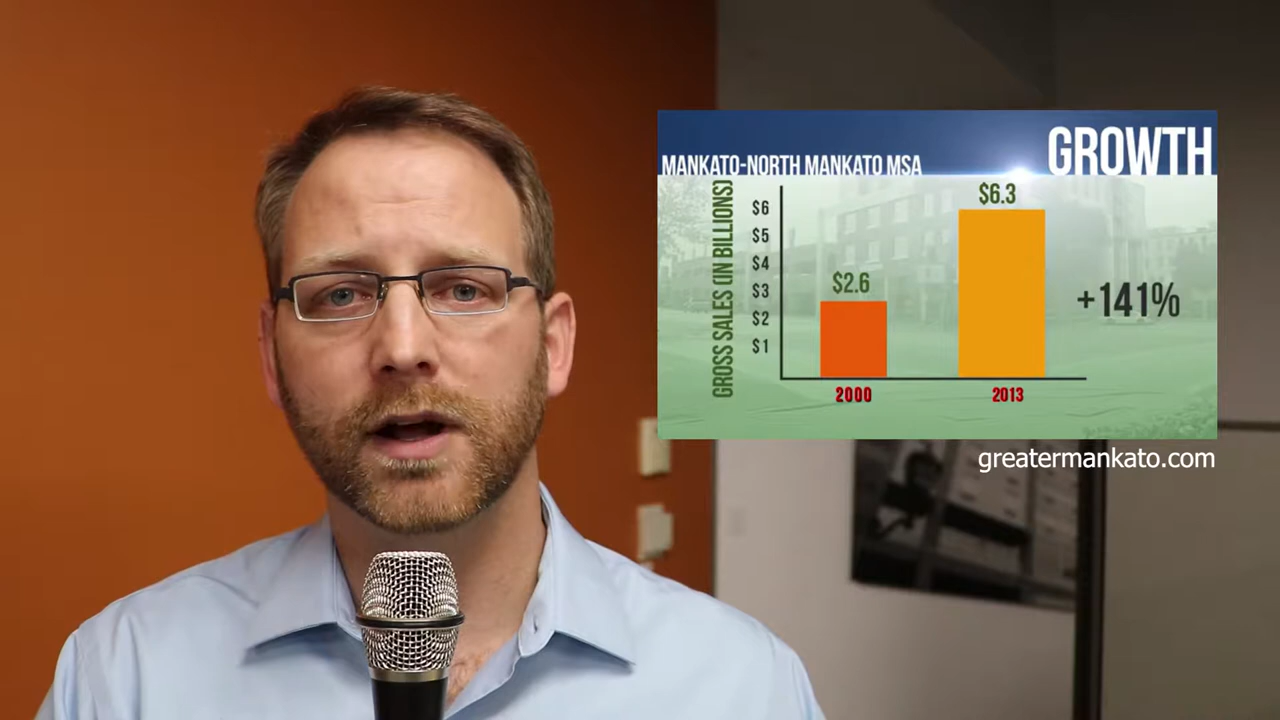 GROWTH
MANKATO-NORTH MANKATO MSA
GROSS SALES (IN BILLIONS)
$6
$5
$4
$3
$2
$1
$2.6
$6.3
+141%
2000
2013
greatermankato.com